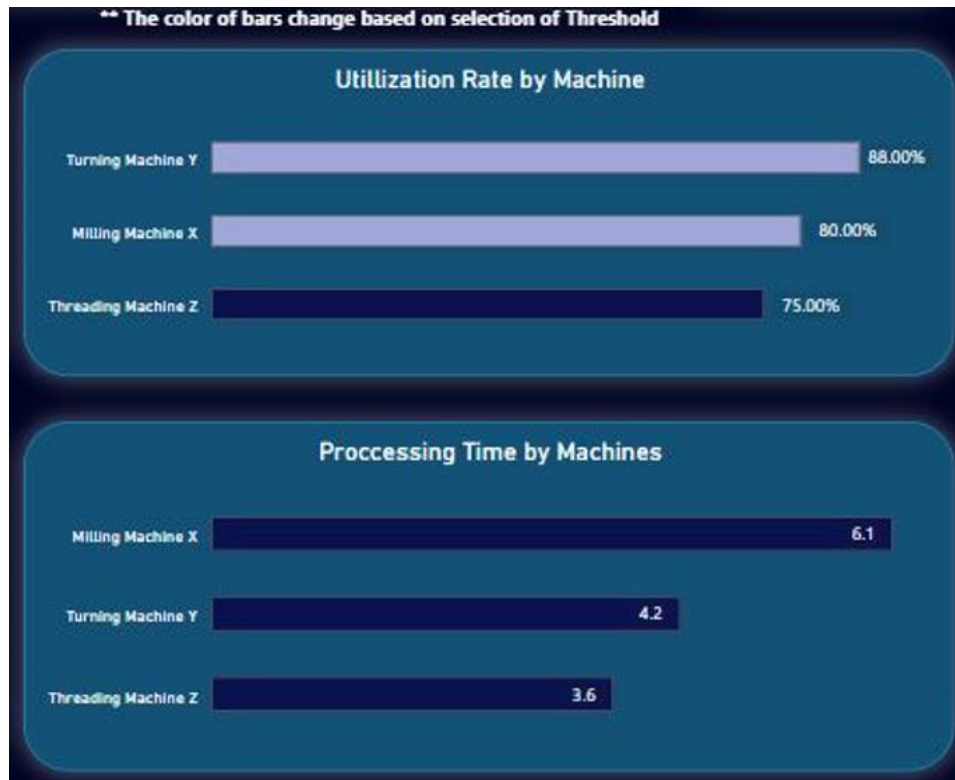 ** The color of bars change based on selection of Threshold
Utillization Rate by Machine
Turning Machine Y 88.00%
Milling Machine X 80.00%
Threading Machine Z 75.00%
Proccessing Time by Machines
Milling Machine X 6.1
Turning Machine Y 4.2
Threading Machine Z 3.6